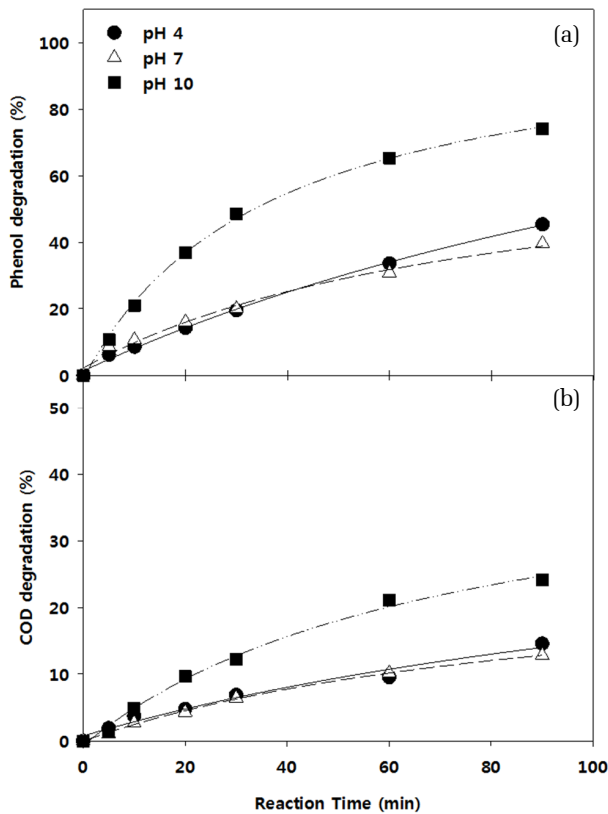 (a)
pH 4
pH 7
pH 10
100
80
60
40
20
0
Phenol degradation (%)
(b)
50
40
30
20
10
0
COD degradation (%)
0 20 40 60 80 100
Reaction Time (min)